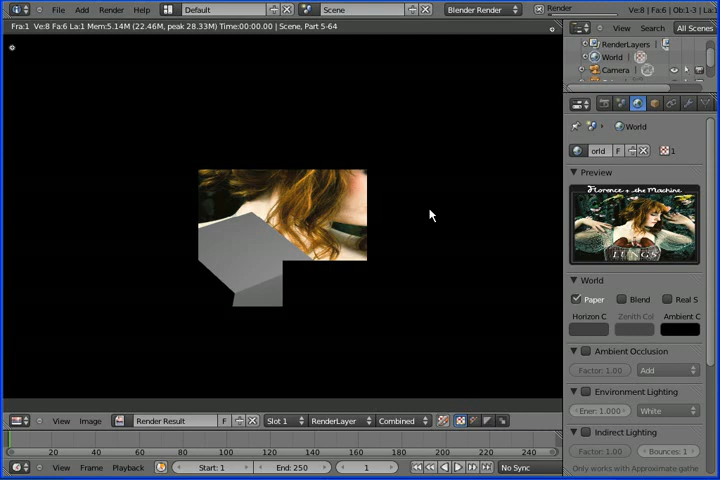 File Add Render Help Default Scene Blender Render Render Ve:8 | Fa:6 | Ob:1-3 | La:1
Fra:1 Ve:8 Fa:6 La:1 Mem:5.14M (22.46M, peak 28.33M) Time:00:00.00 | Scene, Part 5-64
View Search All Scenes
RenderLayers
World
Camera
World
orld F 1
Preview
Florence + the Machine
LUNGS
World
Paper Blend Real S
Horizon C Zenith Col Ambient C
Ambient Occlusion
Factor: 1.00 Add
Environment Lighting
Ener: 1.000 White
Indirect Lighting
Factor: 1.00 Bounces: 1
Only works with Approximate gathe
View Image Render Result F Slot 1 RenderLayer Combined
20 40 60 80 100 120 140 160 180 200 220 240
View Frame Playback Start: 1 End: 250 1 No Sync